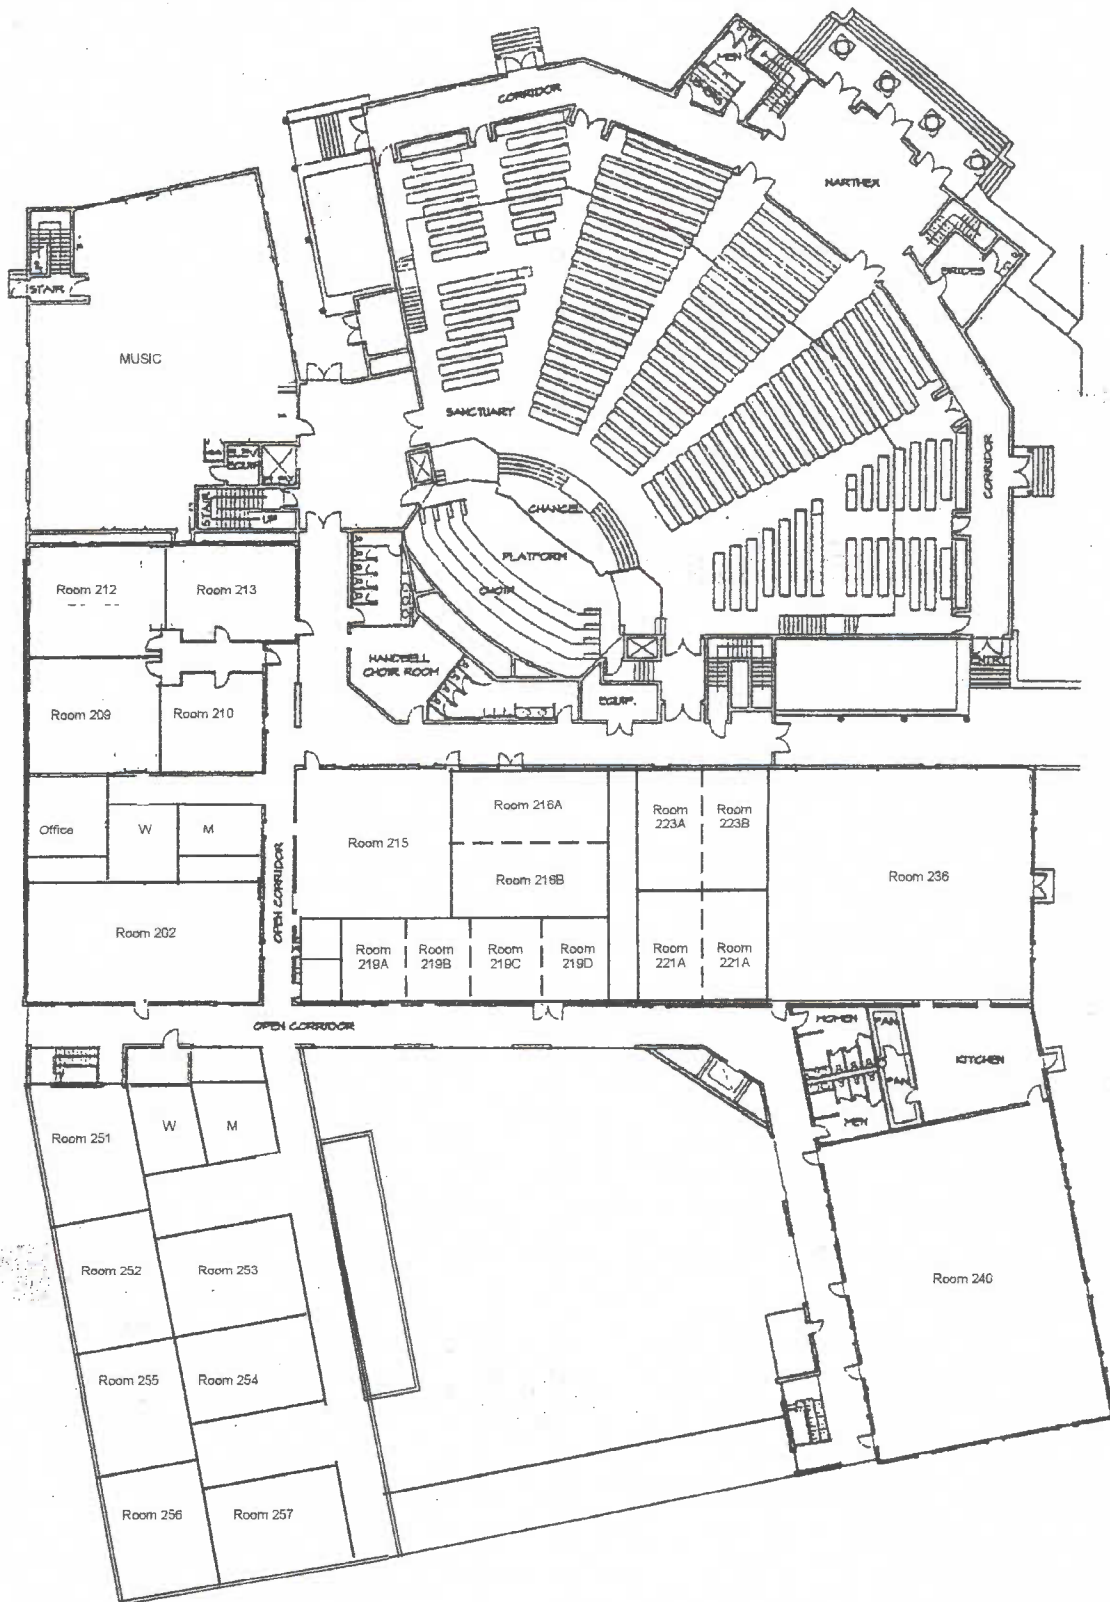 MEN
CORRIDOR
NARTHEX
BRIDES
UP
STAIR
MUSIC
SANCTUARY
CORRIDOR
ELEV
EQUIP.
STAIR
UP
CHANCEL
PLATFORM
CHOIR
Room 212
Room 213
HANDBELL
CHOIR ROOM
ENTRY
Room 209
Room 210
EQUIP.
Office
W
M
OPEN CORRIDOR
Room 215
Room 216A
Room 216B
Room
223A
Room
223B
Room 236
Room 202
Room
219A
Room
219B
Room
219C
Room
219D
Room
221A
Room
221A
OPEN CORRIDOR
WOMEN
PAN.
KITCHEN
PAN.
MEN
Room 251
W
M
Room 252
Room 253
Room 240
Room 255
Room 254
Room 256
Room 257